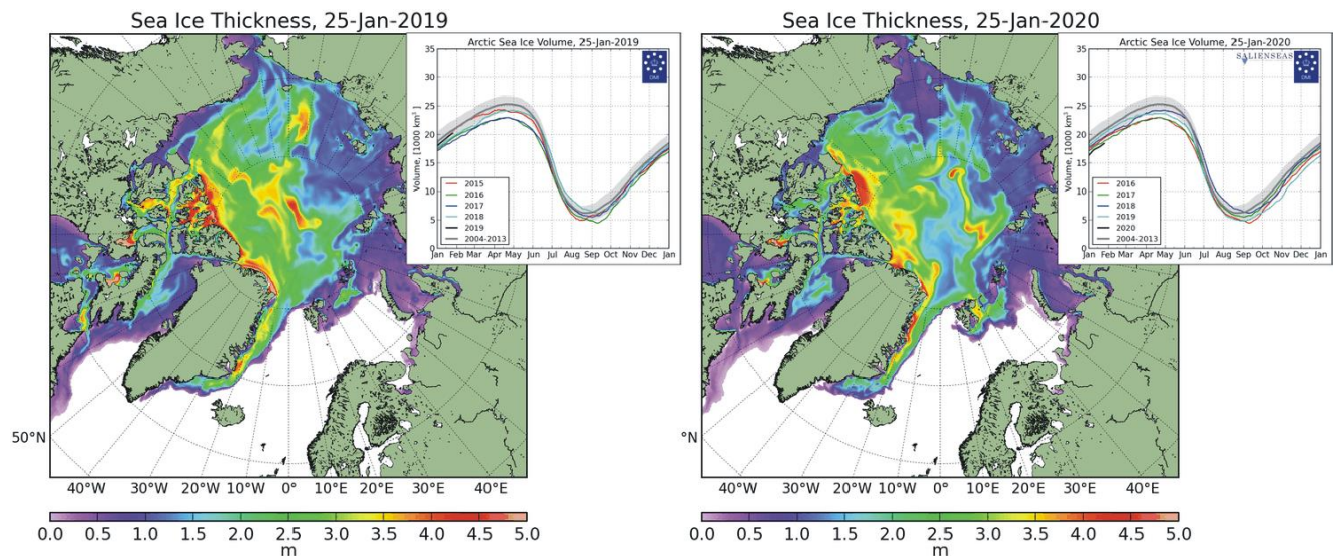 Sea Ice Thickness, 25-Jan-2019
Arctic Sea Ice Volume, 25-Jan-2019
DMI
Volume, [1000 km³]
35
30
25
20
15
10
5
0
2015
2016
2017
2018
2019
2004-2013
Jan Feb Mar Apr May Jun Jul Aug Sep Oct Nov Dec Jan
50°N
40°W 30°W 20°W 10°W 0° 10°E 20°E 30°E 40°E
0.0 0.5 1.0 1.5 2.0 2.5 3.0 3.5 4.0 4.5 5.0
m
Sea Ice Thickness, 25-Jan-2020
Arctic Sea Ice Volume, 25-Jan-2020
SALIENSEAS
DMI
Volume, [1000 km³]
35
30
25
20
15
10
5
0
2016
2017
2018
2019
2020
2004-2013
Jan Feb Mar Apr May Jun Jul Aug Sep Oct Nov Dec Jan
°N
40°W 30°W 20°W 10°W 0° 10°E 20°E 30°E 40°E
0.0 0.5 1.0 1.5 2.0 2.5 3.0 3.5 4.0 4.5 5.0
m